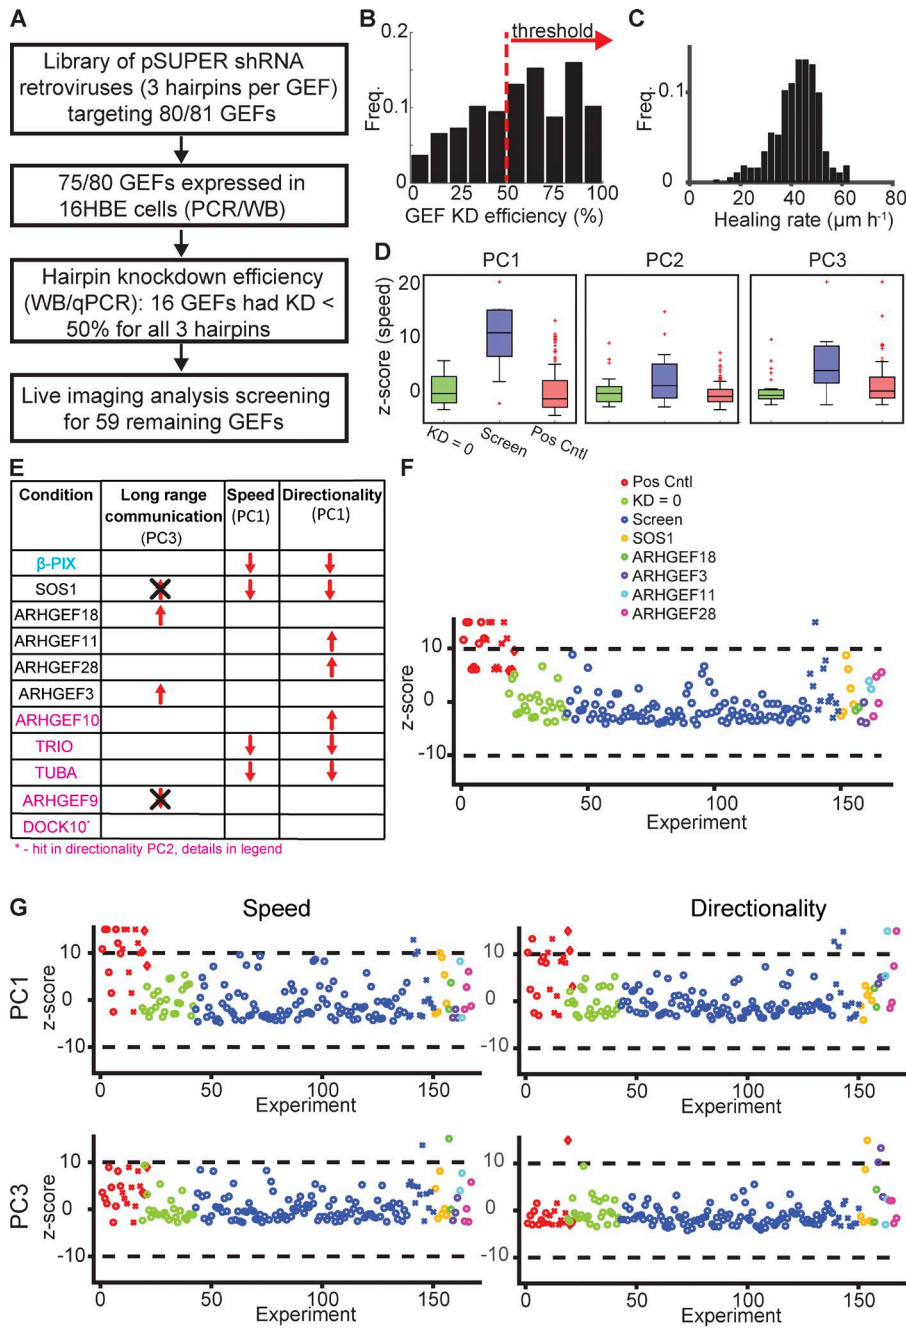 A
Library of pSUPER shRNA
retroviruses (3 hairpins per GEF)
targeting 80/81 GEFs
75/80 GEFs expressed in
16HBE cells (PCR/WB)
Hairpin knockdown efficiency
(WB/qPCR): 16 GEFs had KD <
50% for all 3 hairpins
Live imaging analysis screening
for 59 remaining GEFs
B
0.2
threshold
Freq.
0.1
0
0 25 50 75 100
GEF KD efficiency (%)
C
Freq.
0.1
0
0 20 40 60 80
Healing rate (µm h-1)
D
PC1 PC2 PC3
z-score (speed)
20
10
0
KD = 0 Screen Pos Cntl
E
Condition Long range communication (PC3) Speed (PC1) Directionality (PC1)
β-PIX
SOS1
ARHGEF18
ARHGEF11
ARHGEF28
ARHGEF3
ARHGEF10
TRIO
TUBA
ARHGEF9
DOCK10*
* - hit in directionality PC2, details in legend
F
Pos Cntl
KD = 0
Screen
SOS1
ARHGEF18
ARHGEF3
ARHGEF11
ARHGEF28
z-score
10
0
-10
0 50 100 150
Experiment
G
Speed Directionality
PC1
z-score
10
0
-10
0 50 100 150
Experiment
10
0
-10
0 50 100 150
Experiment
PC3
z-score
10
0
-10
0 50 100 150
Experiment
10
0
-10
0 50 100 150
Experiment